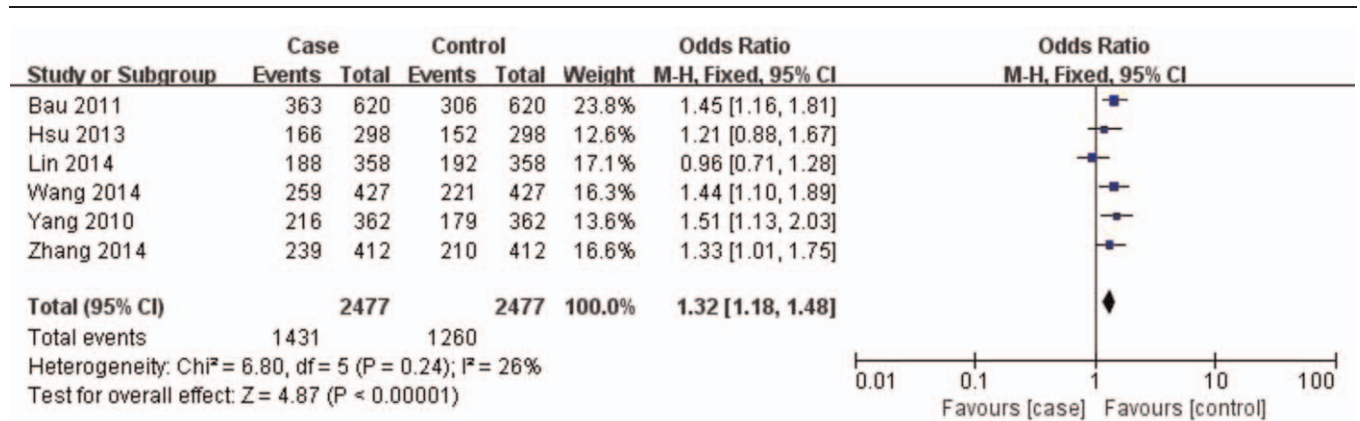 Case Control Odds Ratio Odds Ratio
Study or Subgroup Events Total Events Total Weight M-H, Fixed, 95% CI M-H, Fixed, 95% CI
Bau 2011 363 620 306 620 23.8% 1.45 [1.16, 1.81]
Hsu 2013 166 298 152 298 12.6% 1.21 [0.88, 1.67]
Lin 2014 188 358 192 358 17.1% 0.96 [0.71, 1.28]
Wang 2014 259 427 221 427 16.3% 1.44 [1.10, 1.89]
Yang 2010 216 362 179 362 13.6% 1.51 [1.13, 2.03]
Zhang 2014 239 412 210 412 16.6% 1.33 [1.01, 1.75]
Total (95% CI) 2477 2477 100.0% 1.32 [1.18, 1.48]
Total events 1431 1260
Heterogeneity: Chi² = 6.80, df = 5 (P = 0.24); I² = 26%
Test for overall effect: Z = 4.87 (P < 0.00001)
0.01 0.1 1 10 100
Favours [case] Favours [control]